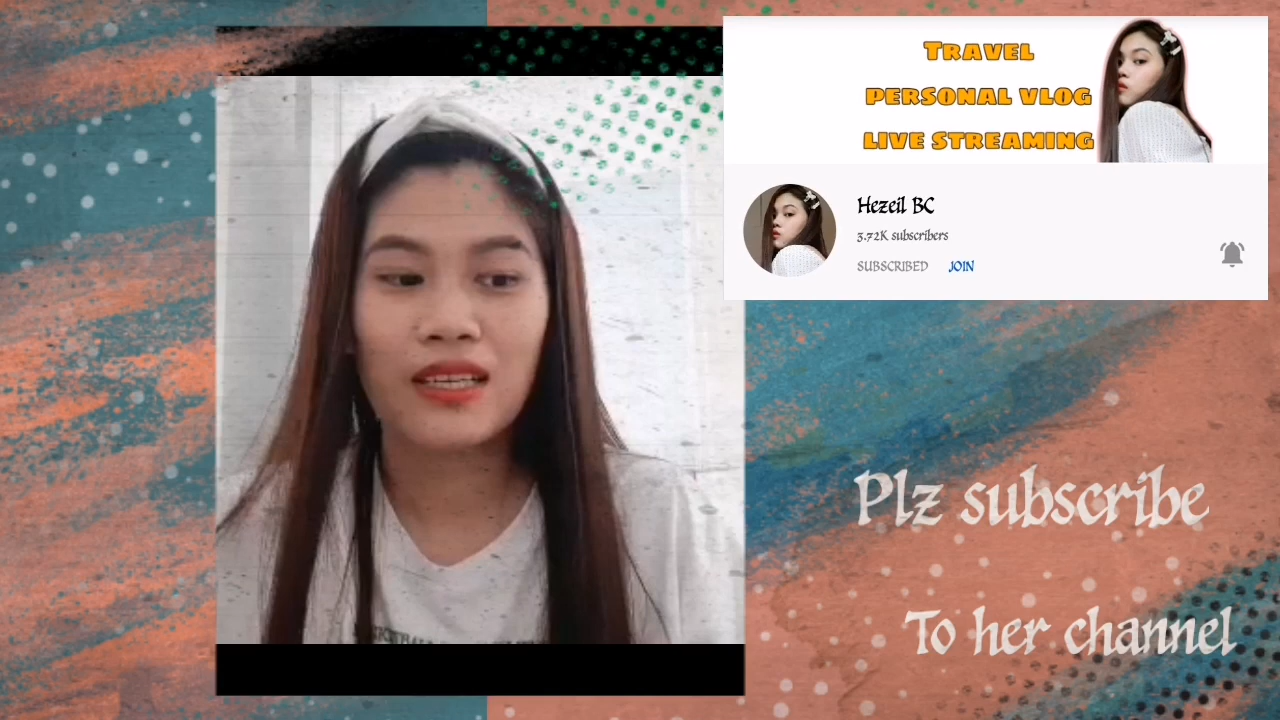 TRAVEL
PERSONAL VLOG
LIVE STREAMING
Hezeil BC
3.72K subscribers
SUBSCRIBED JOIN
Plz subscribe
To her channel